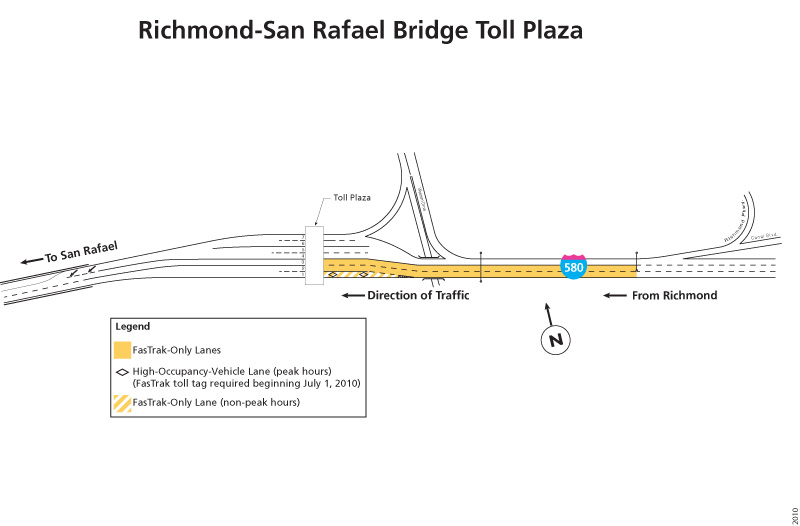 Richmond-San Rafael Bridge Toll Plaza
Toll Plaza
Richmond Pkwy
Canal Blvd
To San Rafael
580
Direction of Traffic
From Richmond
N
Legend
FasTrak-Only Lanes
High-Occupancy-Vehicle Lane (peak hours)
(FasTrak toll tag required beginning July 1, 2010)
FasTrak-Only Lane (non-peak hours)
2010